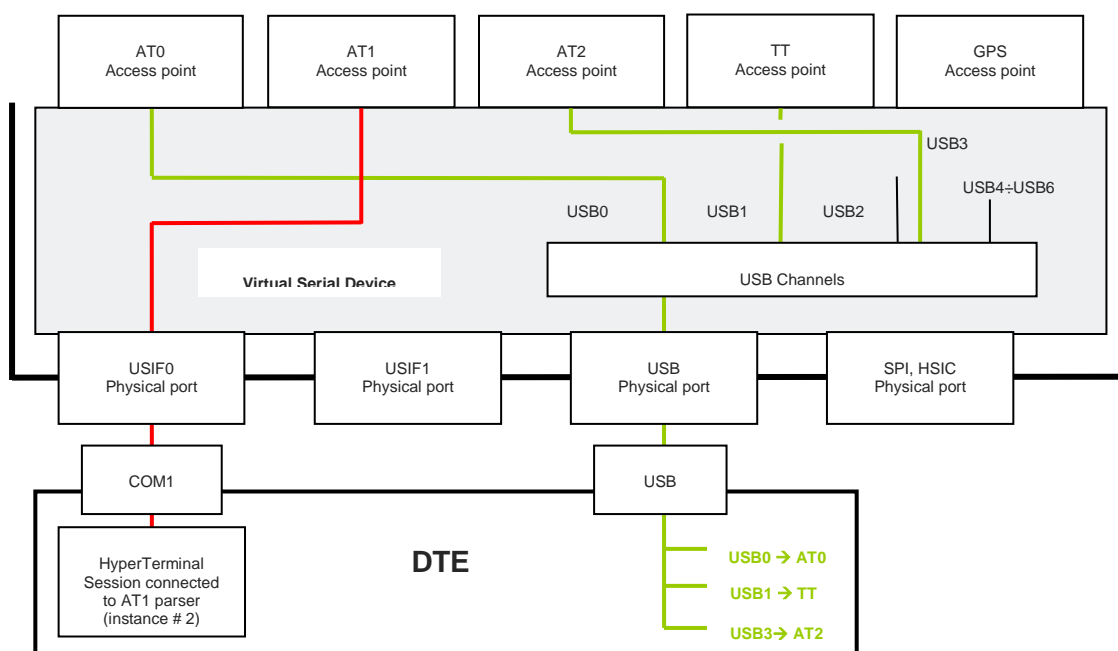 AT0
Access point
AT1
Access point
AT2
Access point
TT
Access point
GPS
Access point
USB3
USB4÷USB6
USB0
USB1
USB2
Virtual Serial Device
USB Channels
USIF0
Physical port
USIF1
Physical port
USB
Physical port
SPI, HSIC
Physical port
COM1
USB
HyperTerminal
Session connected
to AT1 parser
(instance # 2)
DTE
USB0 → AT0
USB1 → TT
USB3→ AT2